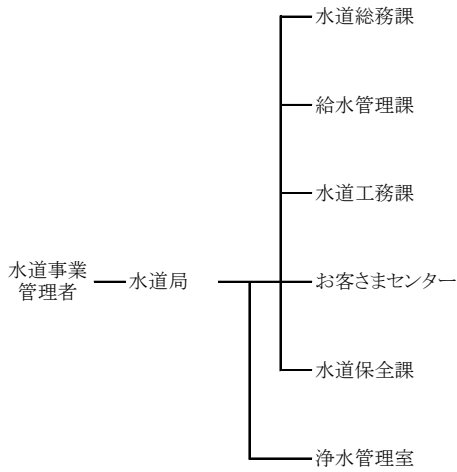 水道総務課
給水管理課
水道工務課
水道事業
管理者
水道局
お客さまセンター
水道保全課
浄水管理室